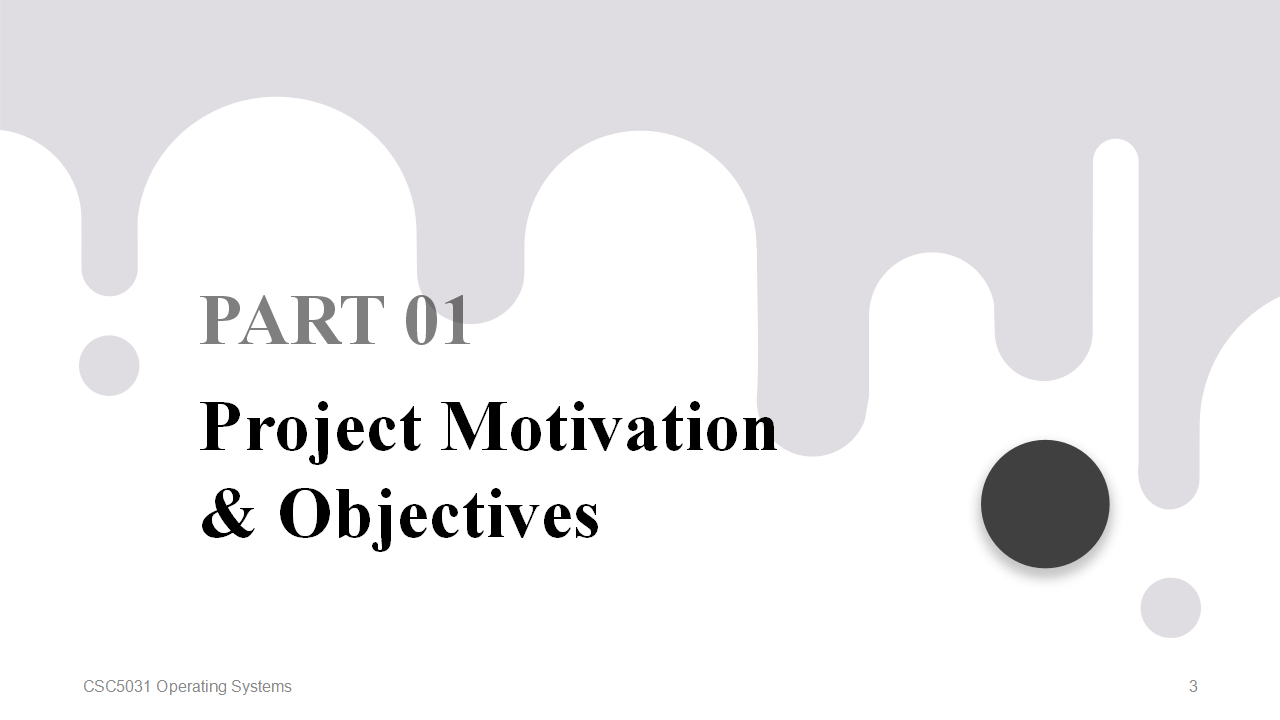 PART 01
Project Motivation
& Objectives
CSC5031 Operating Systems
3